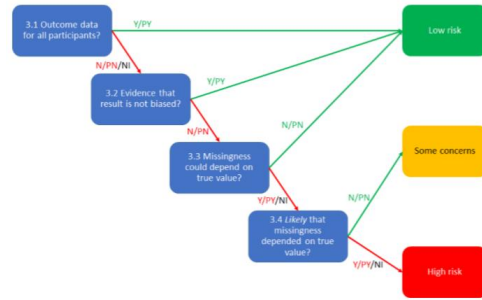 3.1 Outcome data
for all participants?
Y/PY
Low risk
N/PN/NI
3.2 Evidence that
result is not biased?
Y/PY
N/PN
3.3 Missingness
could depend on
true value?
N/PN
Some concerns
Y/PY/NI
3.4 Likely that
missingness
depended on true
value?
N/PN
Y/PY/NI
High risk